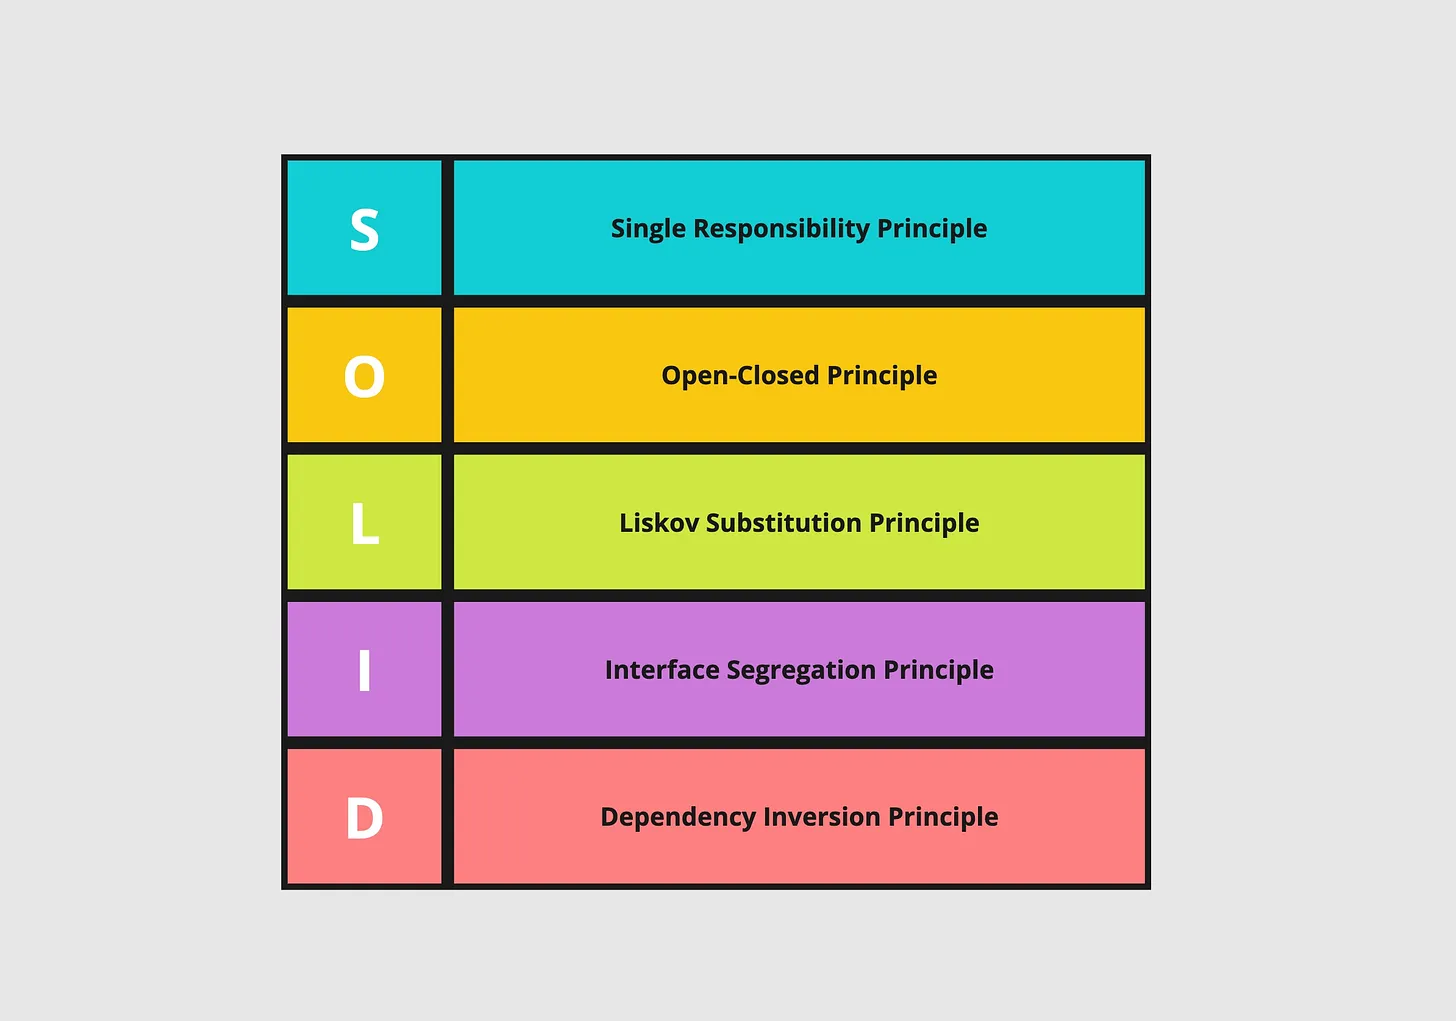 S
Single Responsibility Principle
O
Open-Closed Principle
L
Liskov Substitution Principle
I
Interface Segregation Principle
D
Dependency Inversion Principle